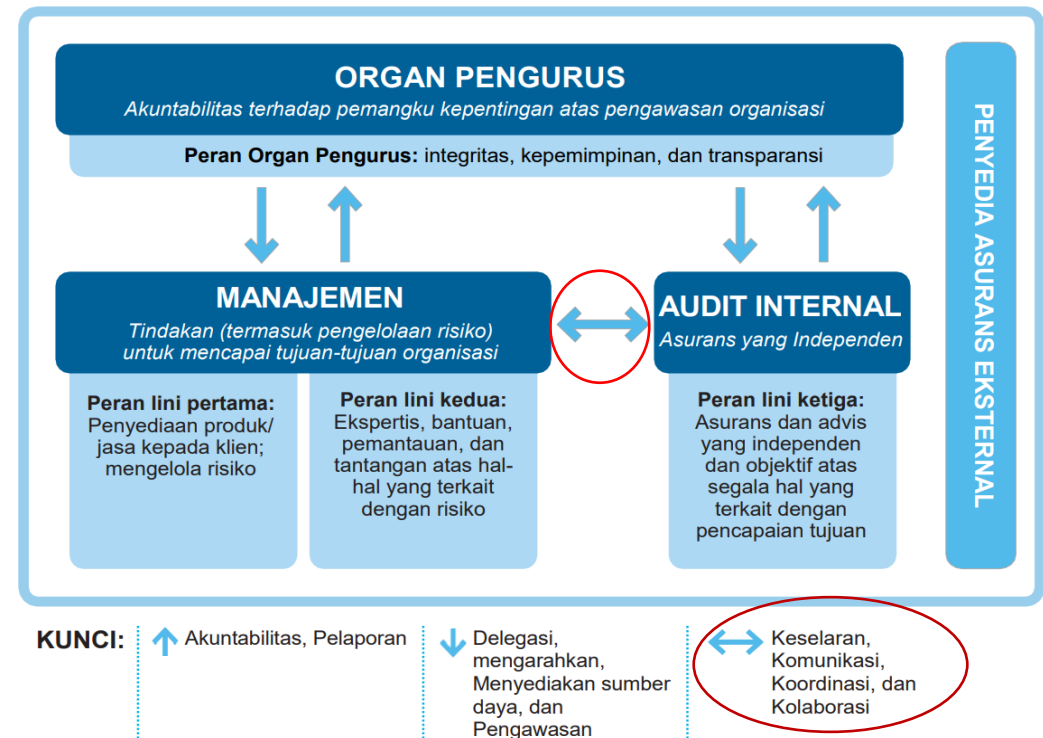 ORGAN PENGURUS
Akuntabilitas terhadap pemangku kepentingan atas pengawasan organisasi
Peran Organ Pengurus: integritas, kepemimpinan, dan transparansi
MANAJEMEN
Tindakan (termasuk pengelolaan risiko)
untuk mencapai tujuan-tujuan organisasi
AUDIT INTERNAL
Asurans yang Independen
Peran lini pertama:
Penyediaan produk/
jasa kepada klien;
mengelola risiko
Peran lini kedua:
Ekspertis, bantuan,
pemantauan, dan
tantangan atas hal-
hal yang terkait
dengan risiko
Peran lini ketiga:
Asurans dan advis
yang independen
dan objektif atas
segala hal yang
terkait dengan
pencapaian tujuan
PENYEDIA ASURANS EKSTERNAL
KUNCI:
Akuntabilitas, Pelaporan
Delegasi,
mengarahkan,
Menyediakan sumber
daya, dan
Pengawasan
Keselaran,
Komunikasi,
Koordinasi, dan
Kolaborasi